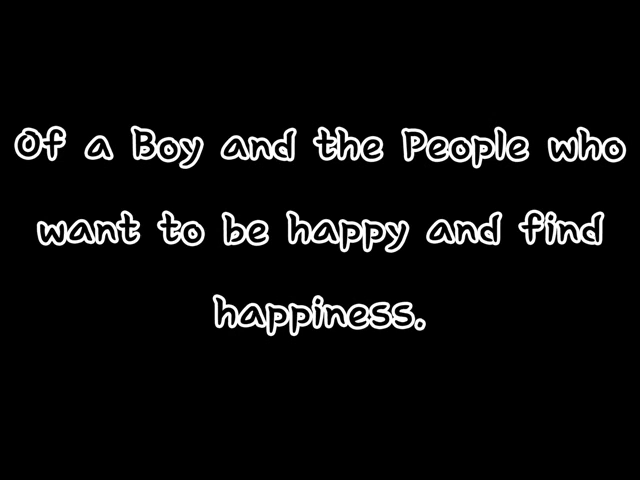 Of a Boy and the People who
want to be happy and find
happiness.